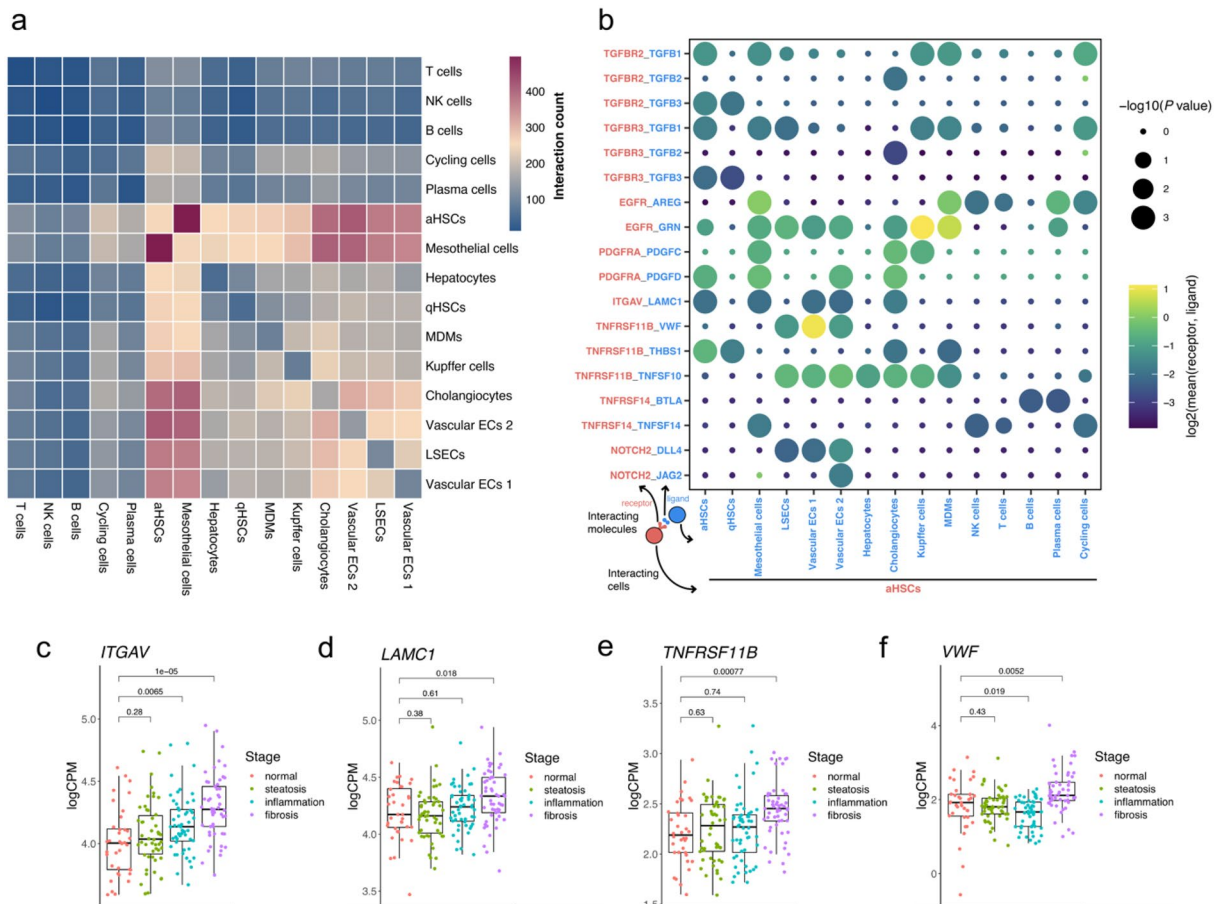 a
T cells
NK cells
B cells
Cycling cells
Plasma cells
aHSCs
Mesothelial cells
Hepatocytes
qHSCs
MDMs
Kupffer cells
Cholangiocytes
Vascular ECs 2
LSECs
Vascular ECs 1
T cells
NK cells
B cells
Cycling cells
Plasma cells
aHSCs
Mesothelial cells
Hepatocytes
qHSCs
MDMs
Kupffer cells
Cholangiocytes
Vascular ECs 2
LSECs
Vascular ECs 1
400
300
200
100
Interaction count
b
TGFBR2_TGFB1
TGFBR2_TGFB2
TGFBR2_TGFB3
TGFBR3_TGFB1
TGFBR3_TGFB2
TGFBR3_TGFB3
EGFR_AREG
EGFR_GRN
PDGFRA_PDGFC
PDGFRA_PDGFD
ITGAV_LAMC1
TNFRSF11B_VWF
TNFRSF11B_THBS1
TNFRSF11B_TNFSF10
TNFRSF14_BTLA
TNFRSF14_TNFSF14
NOTCH2_DLL4
NOTCH2_JAG2
receptor
ligand
Interacting
molecules
Interacting
cells
aHSCs
qHSCs
Mesothelial cells
LSECs
Vascular ECs 1
Vascular ECs 2
Hepatocytes
Cholangiocytes
Kupffer cells
MDMs
NK cells
T cells
B cells
Plasma cells
Cycling cells
aHSCs
−log10(P value)
0
1
2
3
1
0
−1
−2
−3
log2(mean(receptor, ligand)
c
ITGAV
1e−05
0.0065
0.28
5.0
4.5
4.0
logCPM
Stage
normal
steatosis
inflammation
fibrosis
d
LAMC1
0.018
0.61
0.38
5.0
4.5
4.0
3.5
logCPM
Stage
normal
steatosis
inflammation
fibrosis
e
TNFRSF11B
0.00077
0.74
0.63
3.5
3.0
2.5
2.0
1.5
logCPM
Stage
normal
steatosis
inflammation
fibrosis
f
VWF
0.0052
0.019
0.43
4
2
0
logCPM
Stage
normal
steatosis
inflammation
fibrosis